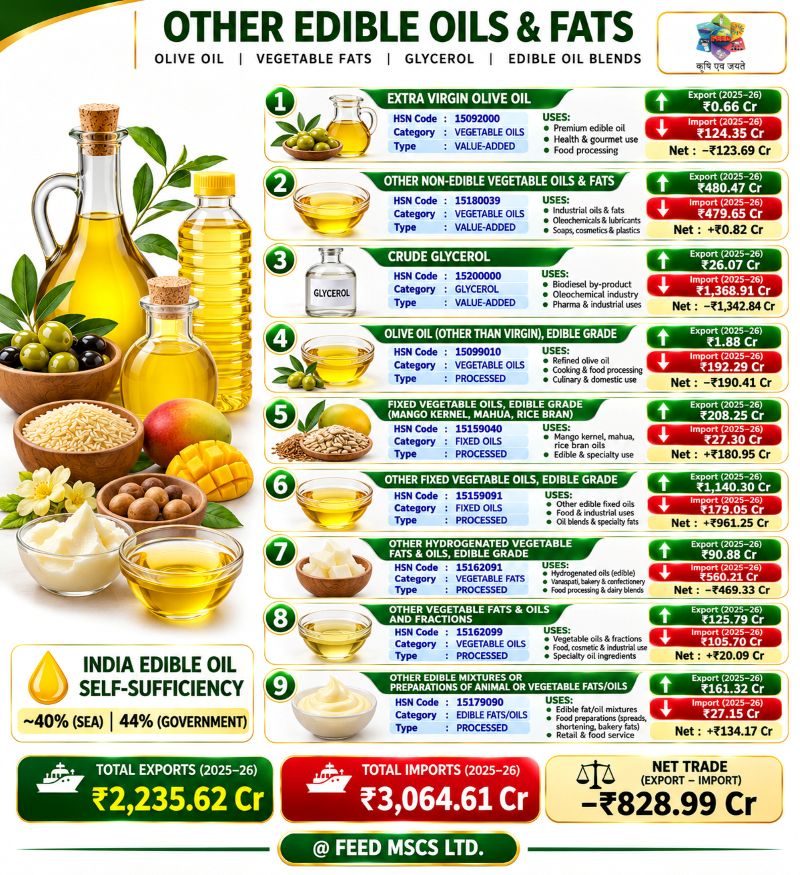 OTHER EDIBLE OILS & FATS
OLIVE OIL | VEGETABLE FATS | GLYCEROL | EDIBLE OIL BLENDS
FEED
कृषि एवं जयते
1
EXTRA VIRGIN OLIVE OIL
HSN Code : 15092000
Category : VEGETABLE OILS
Type : VALUE-ADDED
USES:
• Premium edible oil
• Health & gourmet use
• Food processing
Export (2025-26)
₹0.66 Cr
Import (2025-26)
₹124.35 Cr
Net : −₹123.69 Cr
2
OTHER NON-EDIBLE VEGETABLE OILS & FATS
HSN Code : 15180039
Category : VEGETABLE OILS
Type : VALUE-ADDED
USES:
• Industrial oils & fats
• Oleochemicals & lubricants
• Soaps, cosmetics & plastics
Export (2025-26)
₹480.47 Cr
Import (2025-26)
₹479.65 Cr
Net : +₹0.82 Cr
3
GLYCEROL
CRUDE GLYCEROL
HSN Code : 15200000
Category : GLYCEROL
Type : VALUE-ADDED
USES:
• Biodiesel by-product
• Oleochemical industry
• Pharma & industrial uses
Export (2025-26)
₹26.07 Cr
Import (2025-26)
₹1,368.91 Cr
Net : −₹1,342.84 Cr
4
OLIVE OIL (OTHER THAN VIRGIN), EDIBLE GRADE
HSN Code : 15099010
Category : VEGETABLE OILS
Type : PROCESSED
USES:
• Refined olive oil
• Cooking & food processing
• Culinary & domestic use
Export (2025-26)
₹1.88 Cr
Import (2025-26)
₹192.29 Cr
Net : −₹190.41 Cr
5
FIXED VEGETABLE OILS, EDIBLE GRADE
(MANGO KERNEL, MAHUA, RICE BRAN)
HSN Code : 15159040
Category : FIXED OILS
Type : PROCESSED
USES:
• Mango kernel, mahua,
rice bran oils
• Edible & specialty use
Export (2025-26)
₹208.25 Cr
Import (2025-26)
₹27.30 Cr
Net : +₹180.95 Cr
6
OTHER FIXED VEGETABLE OILS, EDIBLE GRADE
HSN Code : 15159091
Category : FIXED OILS
Type : PROCESSED
USES:
• Other edible fixed oils
• Food & industrial uses
• Oil blends & specialty fats
Export (2025-26)
₹1,140.30 Cr
Import (2025-26)
₹179.05 Cr
Net : +₹961.25 Cr
7
OTHER HYDROGENATED VEGETABLE
FATS & OILS, EDIBLE GRADE
HSN Code : 15162091
Category : VEGETABLE FATS
Type : PROCESSED
USES:
• Hydrogenated oils (edible)
• Vanaspati, bakery & confectionery
• Food processing & dairy blends
Export (2025-26)
₹90.88 Cr
Import (2025-26)
₹560.21 Cr
Net : −₹469.33 Cr
8
OTHER VEGETABLE FATS & OILS
AND FRACTIONS
HSN Code : 15162099
Category : VEGETABLE OILS
Type : PROCESSED
USES:
• Vegetable oils & fractions
• Food, cosmetic & industrial use
• Specialty oil ingredients
Export (2025-26)
₹125.79 Cr
Import (2025-26)
₹105.70 Cr
Net : +₹20.09 Cr
9
OTHER EDIBLE MIXTURES OR
PREPARATIONS OF ANIMAL OR VEGETABLE FATS/OILS
HSN Code : 15179090
Category : EDIBLE FATS/OILS
Type : PROCESSED
USES:
• Edible fat/oil mixtures
• Food preparations (spreads,
shortening, bakery fats)
• Retail & food service
Export (2025-26)
₹161.32 Cr
Import (2025-26)
₹27.15 Cr
Net : +₹134.17 Cr
INDIA EDIBLE OIL
SELF-SUFFICIENCY
~40% (SEA) | 44% (GOVERNMENT)
TOTAL EXPORTS (2025-26)
₹2,235.62 Cr
TOTAL IMPORTS (2025-26)
₹3,064.61 Cr
NET TRADE
(EXPORT – IMPORT)
−₹828.99 Cr
@ FEED MSCS LTD.